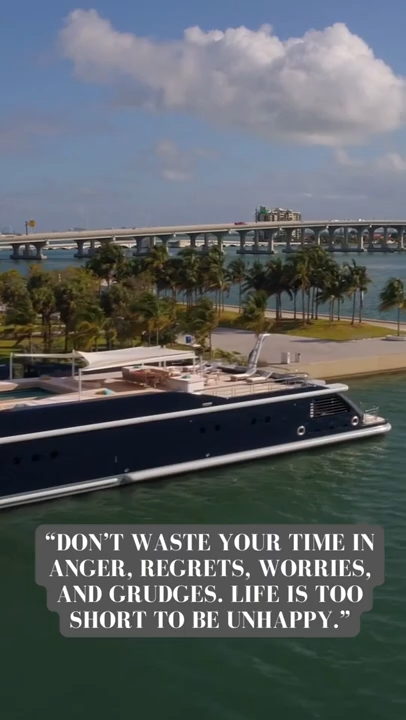 “DON’T WASTE YOUR TIME IN
ANGER, REGRETS, WORRIES,
AND GRUDGES. LIFE IS TOO
SHORT TO BE UNHAPPY.”